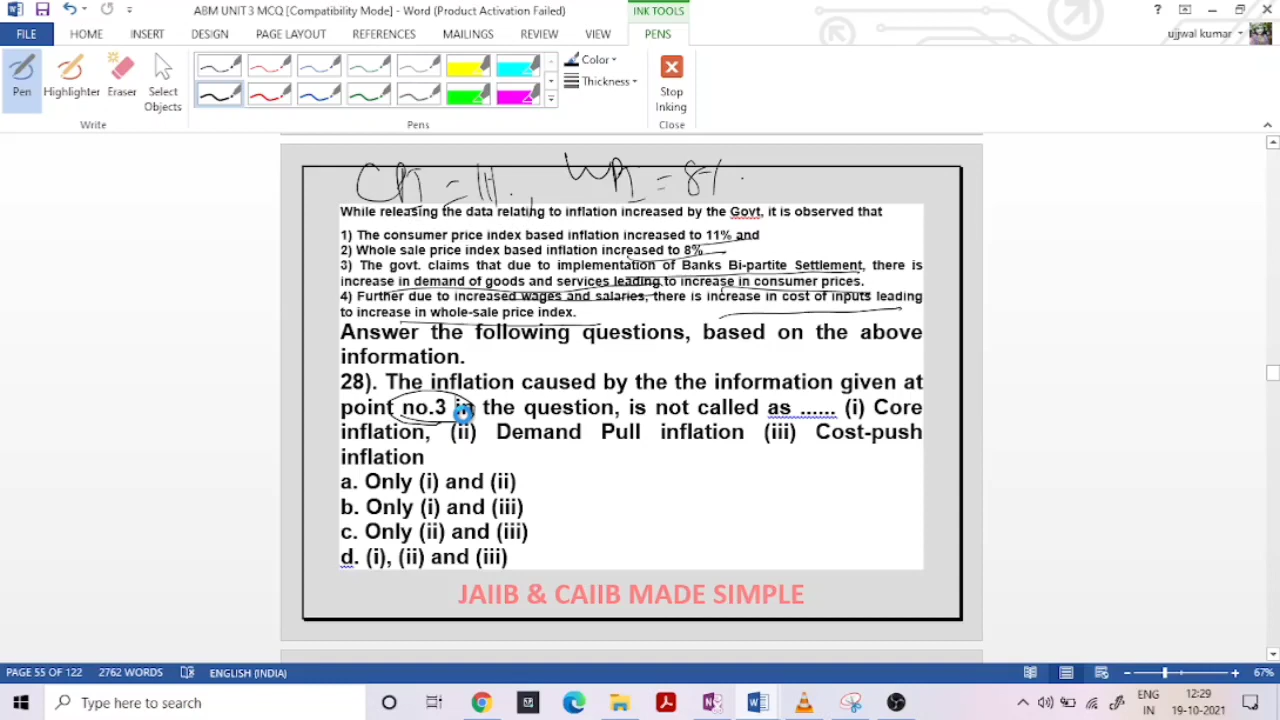 ABM UNIT 3 MCQ [Compatibility Mode] - Word (Product Activation Failed)
INK TOOLS
?
FILE
HOME
INSERT
DESIGN
PAGE LAYOUT
REFERENCES
MAILINGS
REVIEW
VIEW
PENS
ujjwal kumar
Pen
Highlighter
Eraser
Select Objects
Color
Thickness
Stop Inking
Write
Pens
Close
CPI = 11%, WPI = 8%.
While releasing the data relating to inflation increased by the Govt, it is observed that
1) The consumer price index based inflation increased to 11% and
2) Whole sale price index based inflation increased to 8%
3) The govt. claims that due to implementation of Banks Bi-partite Settlement, there is
increase in demand of goods and services leading to increase in consumer prices.
4) Further due to increased wages and salaries, there is increase in cost of inputs leading
to increase in whole-sale price index.
Answer the following questions, based on the above
information.
28). The inflation caused by the the information given at
point no.3 in the question, is not called as ...... (i) Core
inflation, (ii) Demand Pull inflation (iii) Cost-push
inflation
a. Only (i) and (ii)
b. Only (i) and (iii)
c. Only (ii) and (iii)
d. (i), (ii) and (iii)
JAIIB & CAIIB MADE SIMPLE
PAGE 55 OF 122
2762 WORDS
ENGLISH (INDIA)
67%
Type here to search
ENG
IN
12:29
19-10-2021